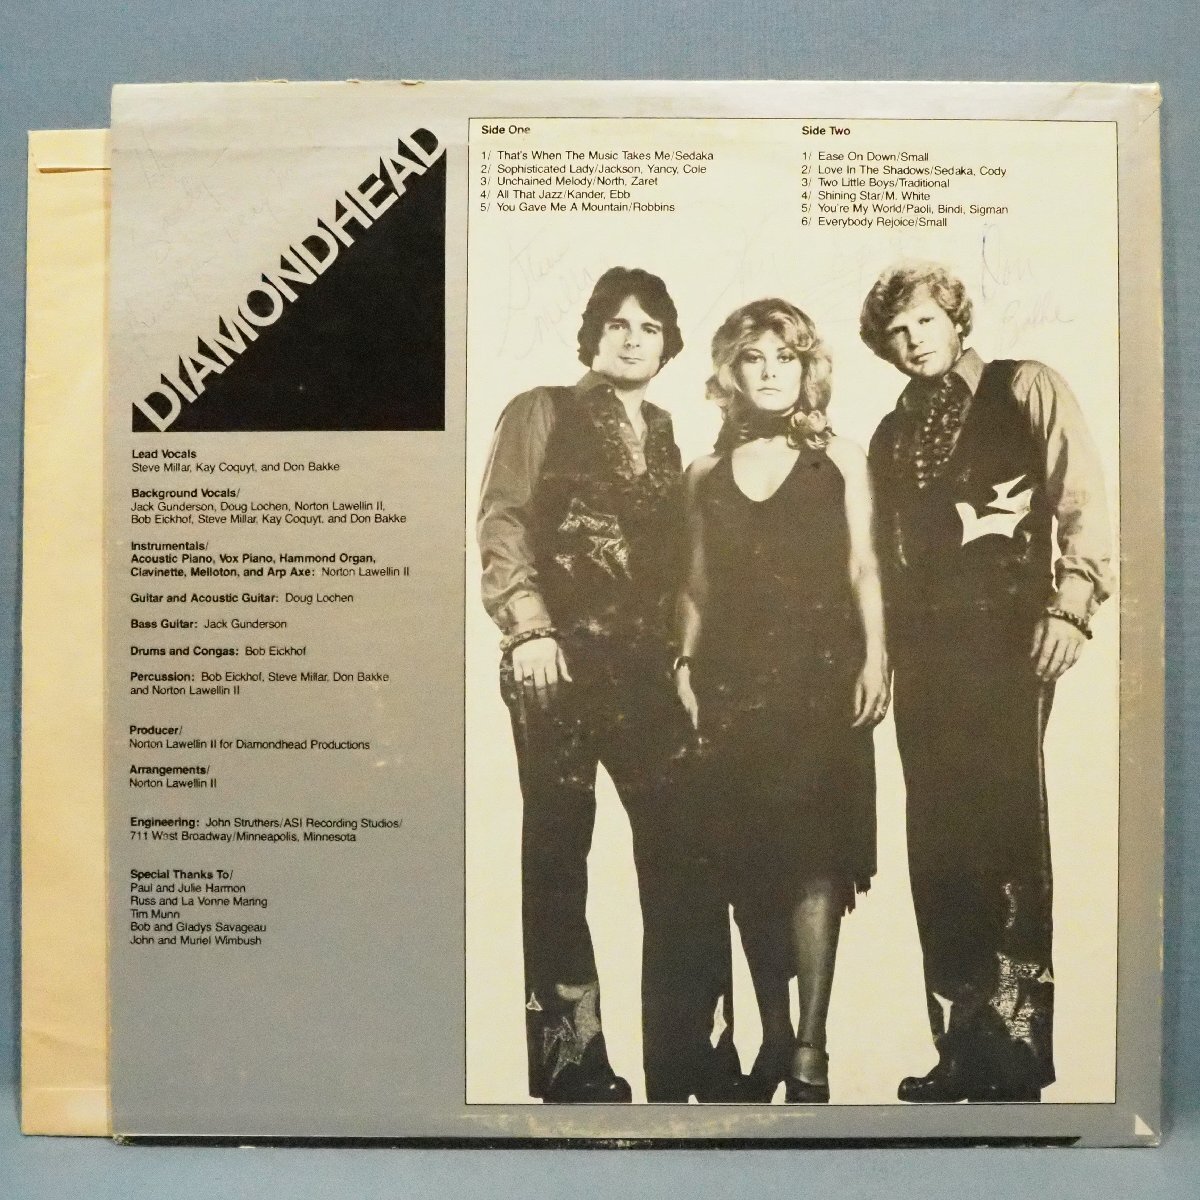 DIAMONDHEAD
Lead Vocals
Steve Millar, Kay Coquyt, and Don Bakke
Background Vocals/
Jack Gunderson, Doug Lochen, Norton Lawellin II,
Bob Eickhof, Steve Millar, Kay Coquyt, and Don Bakke
Instrumentals/
Acoustic Piano, Vox Piano, Hammond Organ,
Clavinette, Melloton, and Arp Axe: Norton Lawellin II
Guitar and Acoustic Guitar: Doug Lochen
Bass Guitar: Jack Gunderson
Drums and Congas: Bob Eickhof
Percussion: Bob Eickhof, Steve Millar, Don Bakke
and Norton Lawellin II
Producer/
Norton Lawellin II for Diamondhead Productions
Arrangements/
Norton Lawellin II
Engineering: John Struthers/ASI Recording Studios/
711 West Broadway/Minneapolis, Minnesota
Special Thanks To/
Paul and Julie Harmon
Russ and La Vonne Maring
Tim Munn
Bob and Gladys Savageau
John and Muriel Wimbush
Side One
1/ That's When The Music Takes Me/Sedaka
2/ Sophisticated Lady/Jackson, Yancy, Cole
3/ Unchained Melody/North, Zaret
4/ All That Jazz/Kander, Ebb
5/ You Gave Me A Mountain/Robbins
Side Two
1/ Ease On Down/Small
2/ Love In The Shadows/Sedaka, Cody
3/ Two Little Boys/Traditional
4/ Shining Star/M. White
5/ You're My World/Paoli, Bindi, Sigman
6/ Everybody Rejoice/Small
Steve
Millar
Don
Bakke